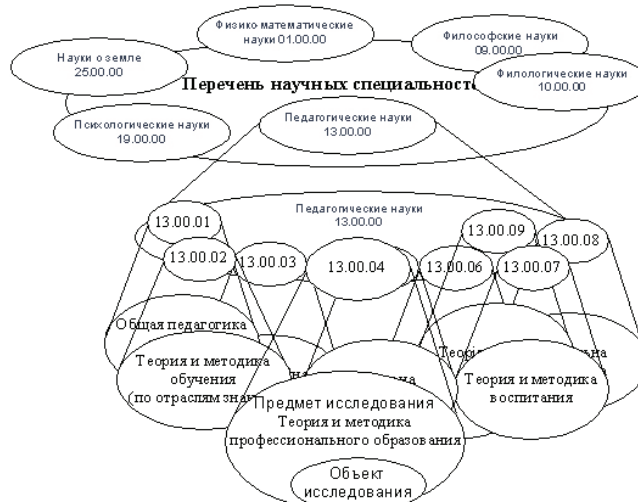 Физико математические
науки 01.00.00
Философские науки
09.00.00
Науки о земле
25.00.00
Перечень научных
Филологические науки
10.00.00
Психологические науки
19.00.00
Педагогические науки
13.00.00
Педагогические науки
13.00.00
13.00.01
13.00.09
13.00.08
13.00.02
13.00.03
13.00.04
13.00.06
13.00.07
Общая педагогика
Теория и методика
обучения
(по отраслям
Теория и методика
воспитания
Предмет исследования
Теория и методика
профессионального образования
Объект
исследования